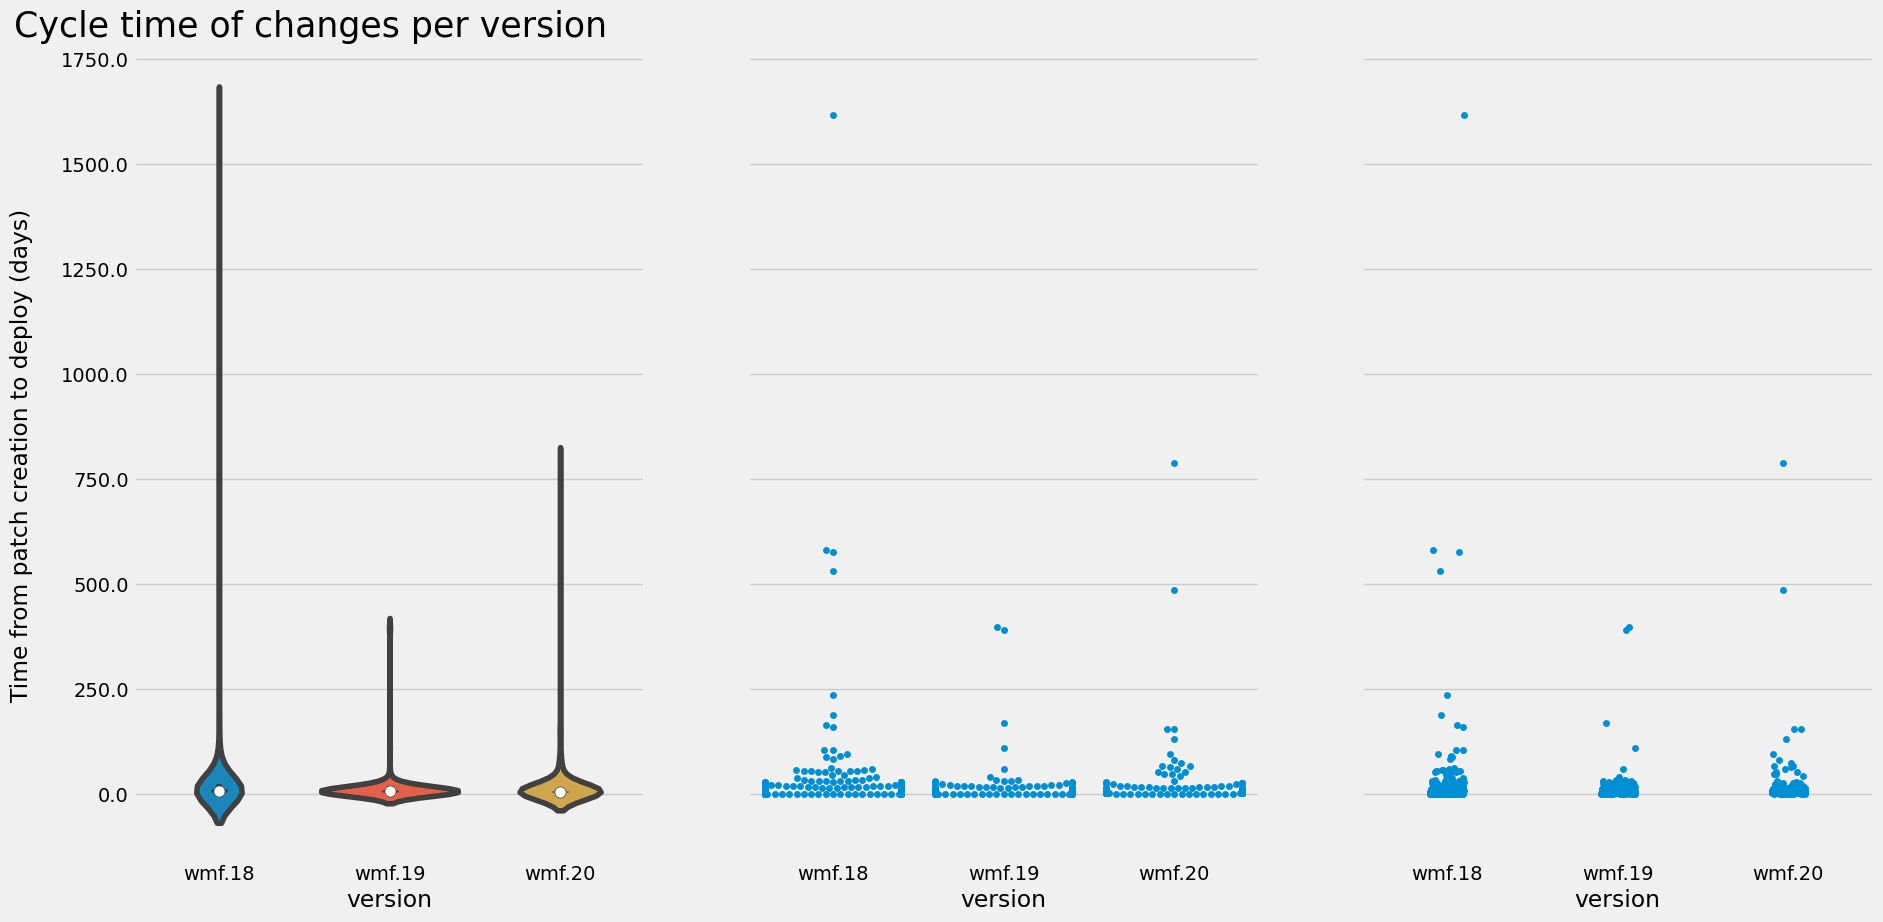 Cycle time of changes per version
Time from patch creation to deploy (days)
1750.0
1500.0
1250.0
1000.0
750.0
500.0
250.0
0.0
wmf.18 wmf.19 wmf.20
version
wmf.18 wmf.19 wmf.20
version
wmf.18 wmf.19 wmf.20
version